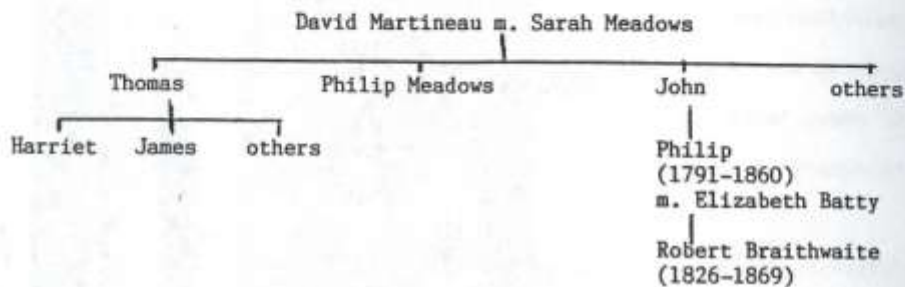 David Martineau m. Sarah Meadows
Thomas Philip Meadows John others
Harriet James others
Philip
(1791-1860)
m. Elizabeth Batty
Robert Braithwaite
(1826-1869)